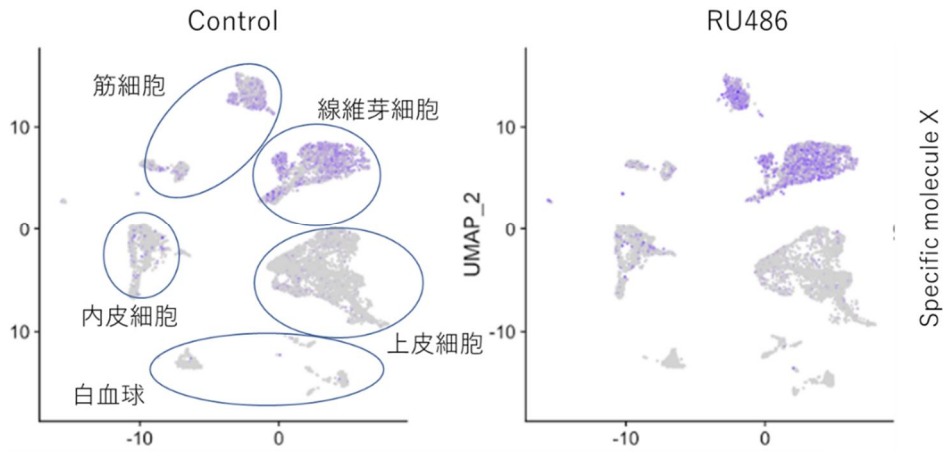 Control
RU486
筋細胞
線維芽細胞
10
10
0
0
UMAP_2
内皮細胞
10
-10
上皮細胞
白血球
-10
0
-10
0
Specific molecule X